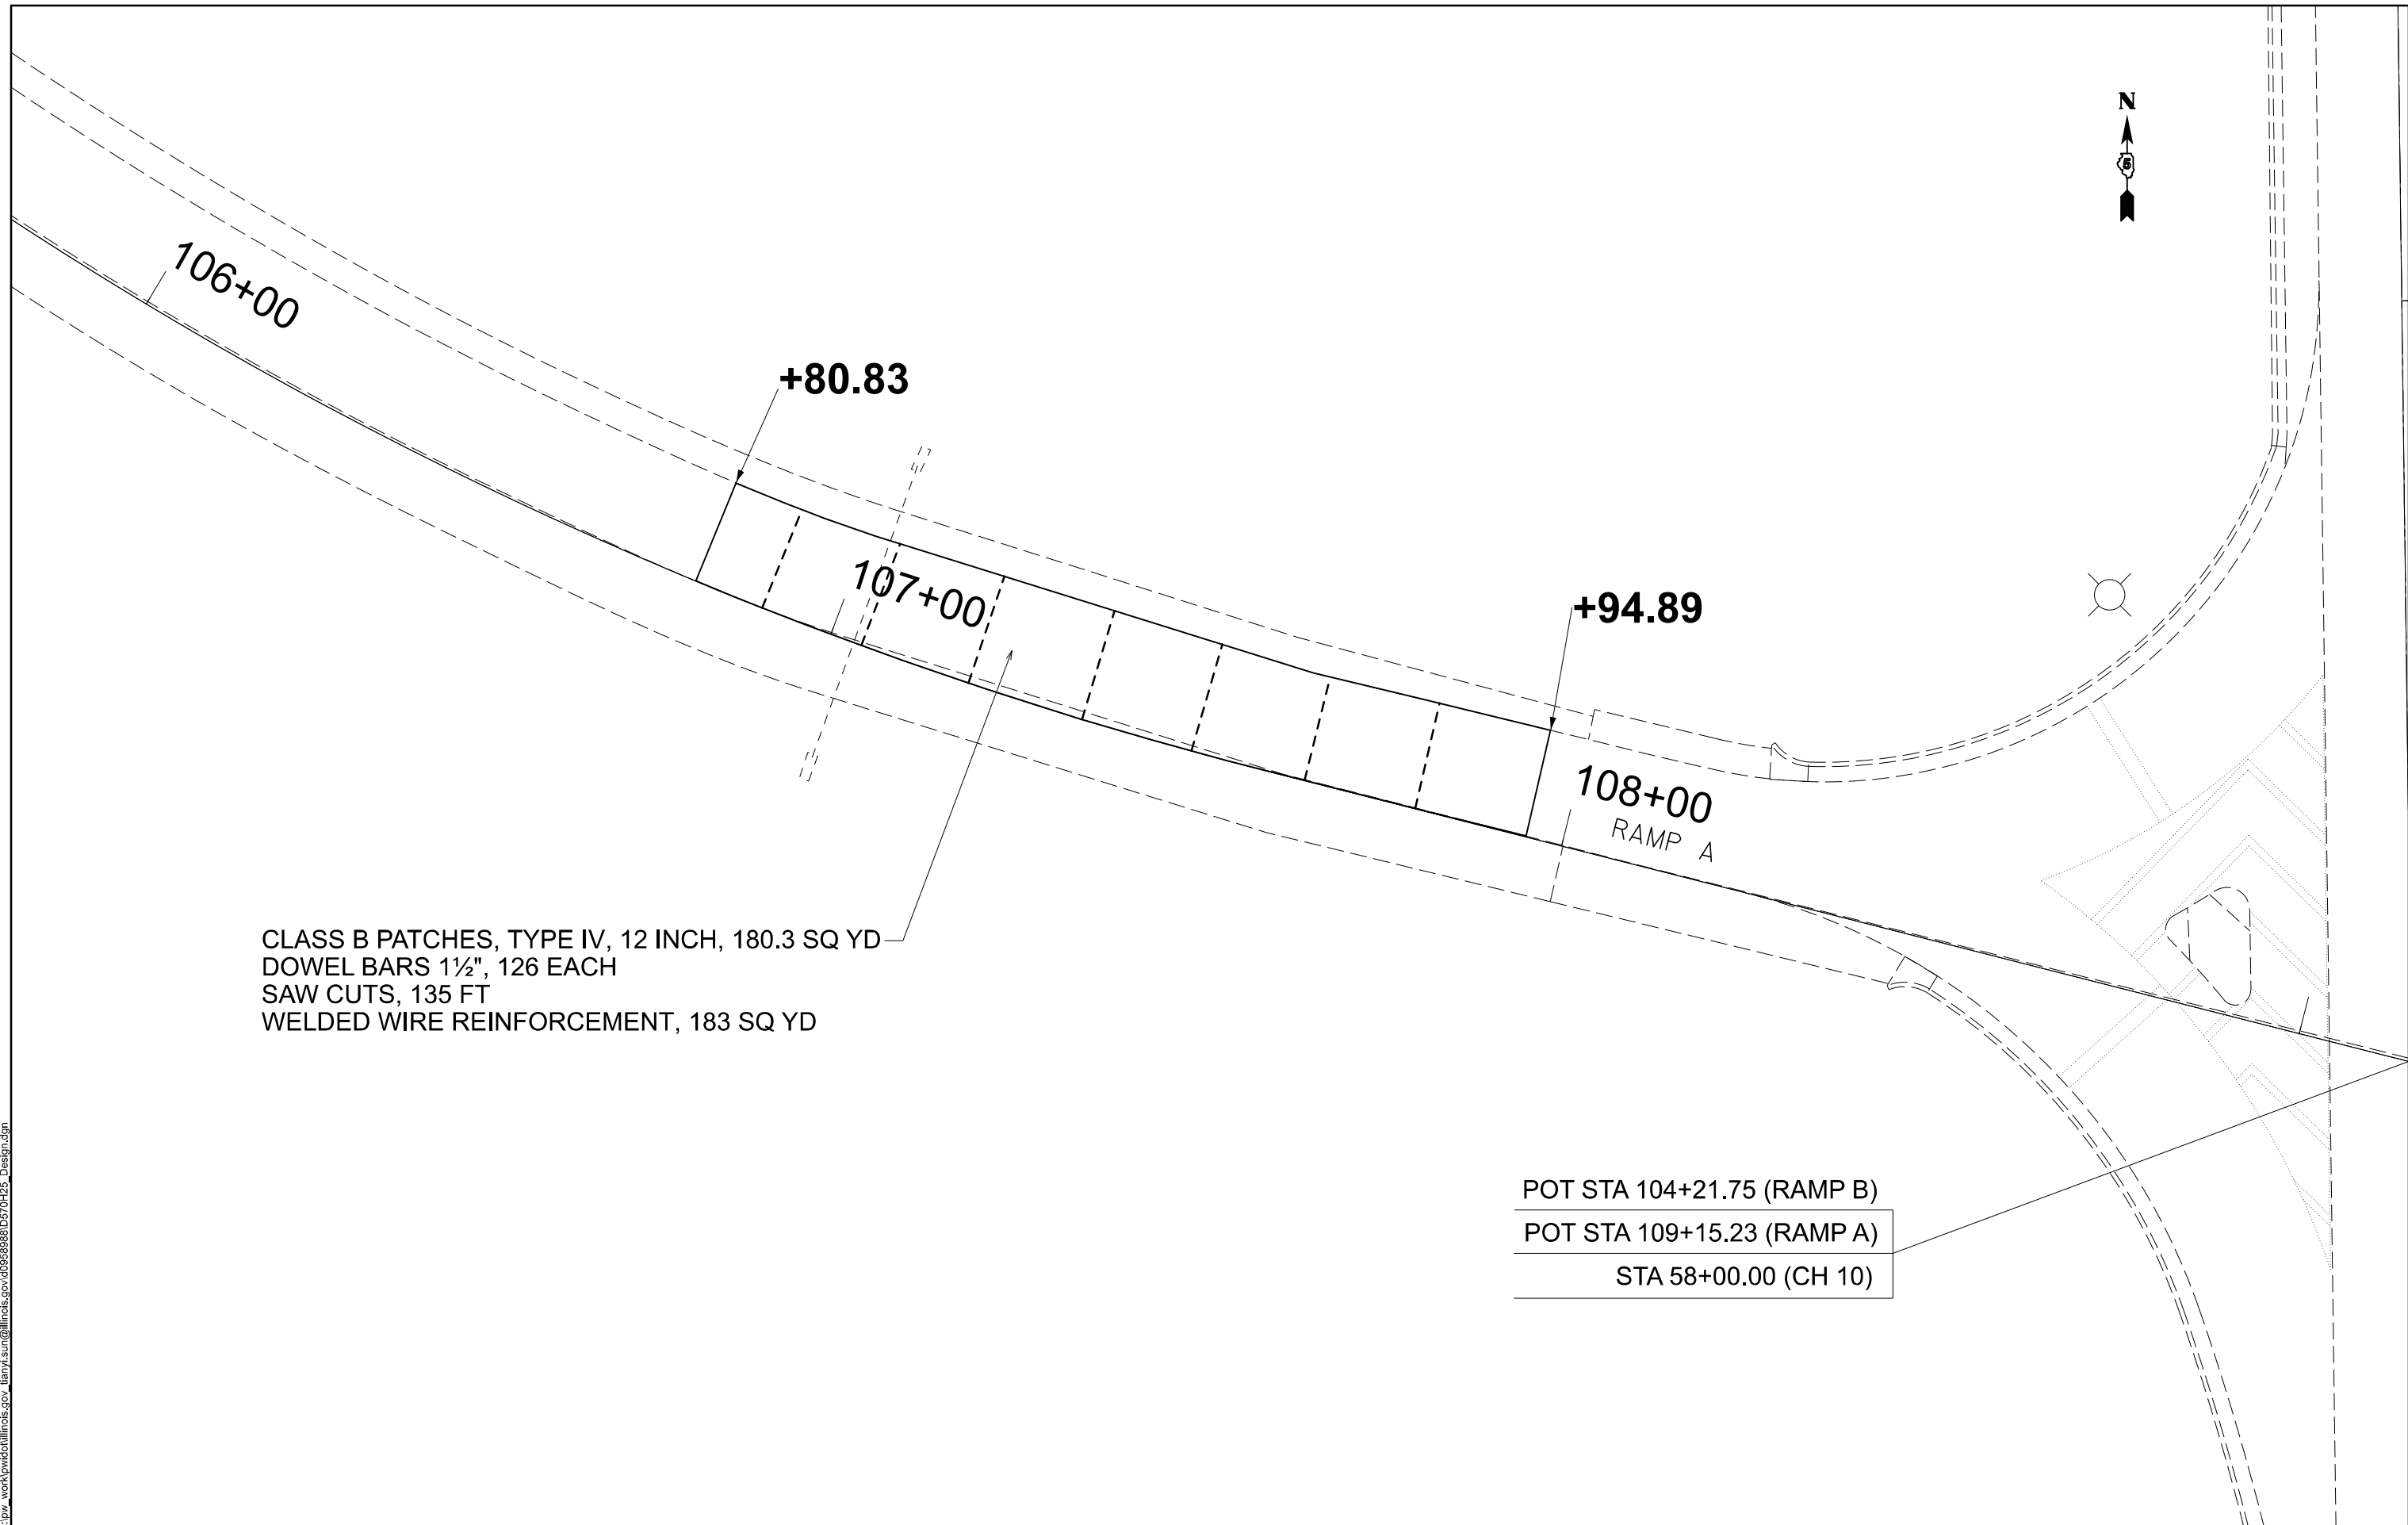 N
5
106+00
+80.83
107+00
+94.89
108+00
RAMP A
CLASS B PATCHES, TYPE IV, 12 INCH, 180.3 SQ YD
DOWEL BARS 1½", 126 EACH
SAW CUTS, 135 FT
WELDED WIRE REINFORCEMENT, 183 SQ YD
POT STA 104+21.75 (RAMP B)
POT STA 109+15.23 (RAMP A)
STA 58+00.00 (CH 10)